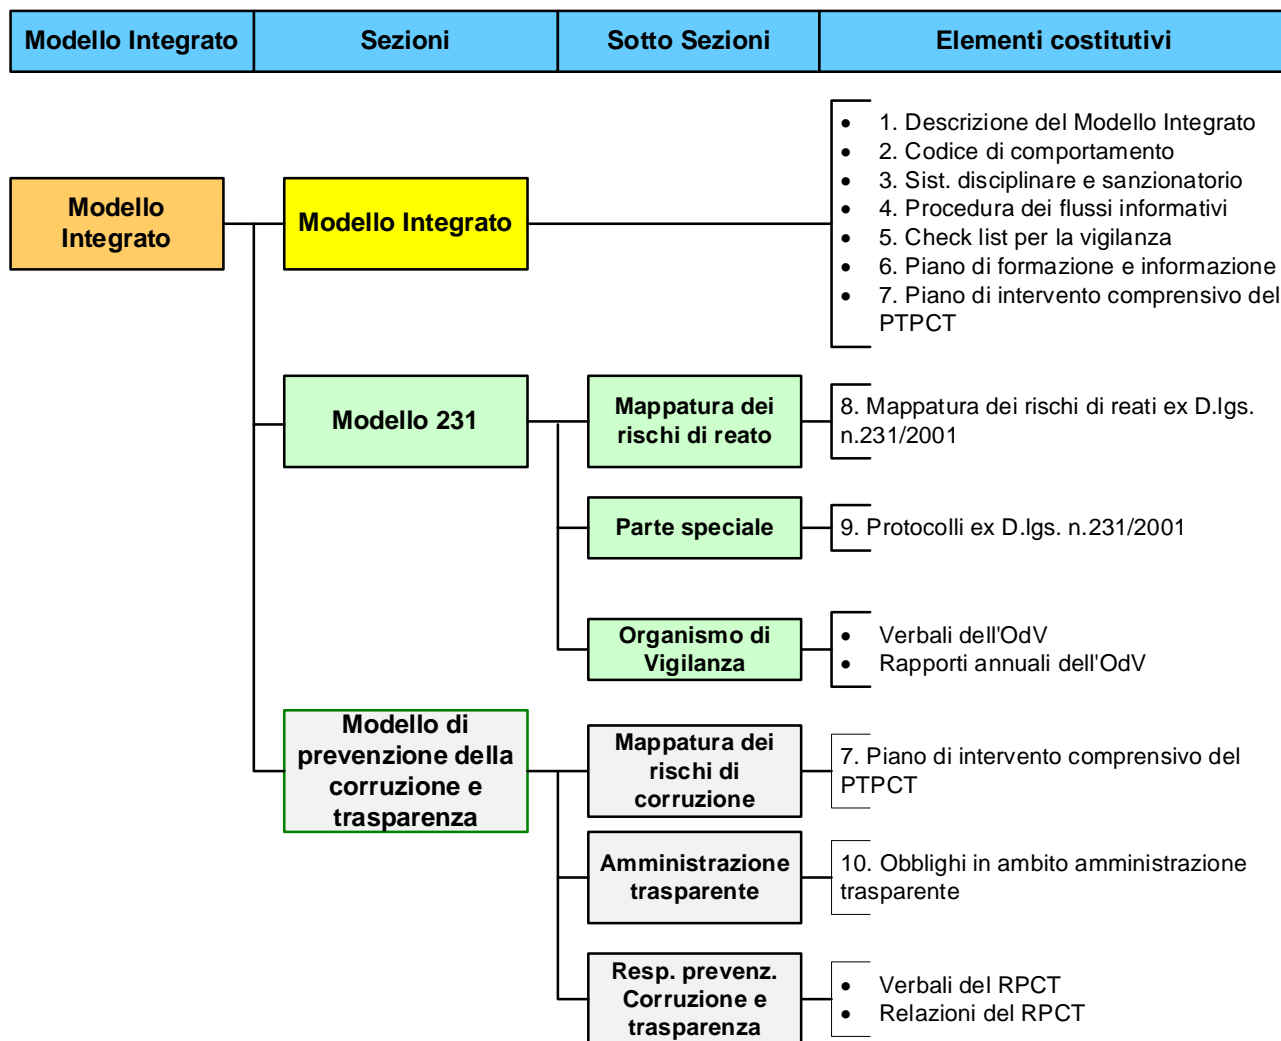 Modello Integrato
Sezioni
Sotto Sezioni
Elementi costitutivi
Modello
Integrato
Modello Integrato
• 1. Descrizione del Modello Integrato
• 2. Codice di comportamento
• 3. Sist. disciplinare e sanzionatorio
• 4. Procedura dei flussi informativi
• 5. Check list per la vigilanza
• 6. Piano di formazione e informazione
• 7. Piano di intervento comprensivo del
PTPCT
Modello 231
Mappatura dei
rischi di reato
8. Mappatura dei rischi di reati ex D.lgs.
n.231/2001
Parte speciale
9. Protocolli ex D.lgs. n.231/2001
Organismo di
Vigilanza
• Verbali dell'OdV
• Rapporti annuali dell'OdV
Modello di
prevenzione della
corruzione e
trasparenza
Mappatura dei
rischi di
corruzione
7. Piano di intervento comprensivo del
PTPCT
Amministrazione
trasparente
10. Obblighi in ambito amministrazione
trasparente
Resp. prevenz.
Corruzione e
trasparenza
• Verbali del RPCT
• Relazioni del RPCT